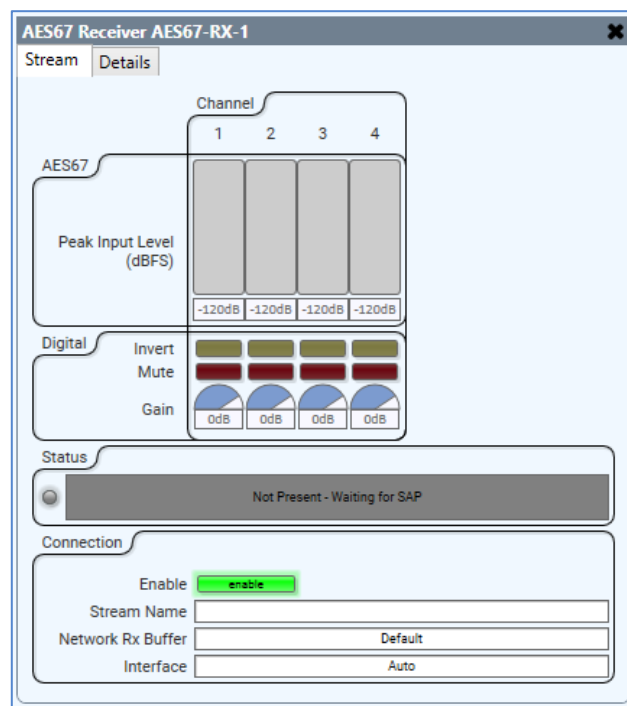 AES67 Receiver AES67-RX-1
Stream Details
Channel
1 2 3 4
AES67
Peak Input Level
(dBFS)
-120dB -120dB -120dB -120dB
Digital
Invert
Mute
Gain
0dB 0dB 0dB 0dB
Status
Not Present - Waiting for SAP
Connection
Enable enable
Stream Name
Network Rx Buffer Default
Interface Auto